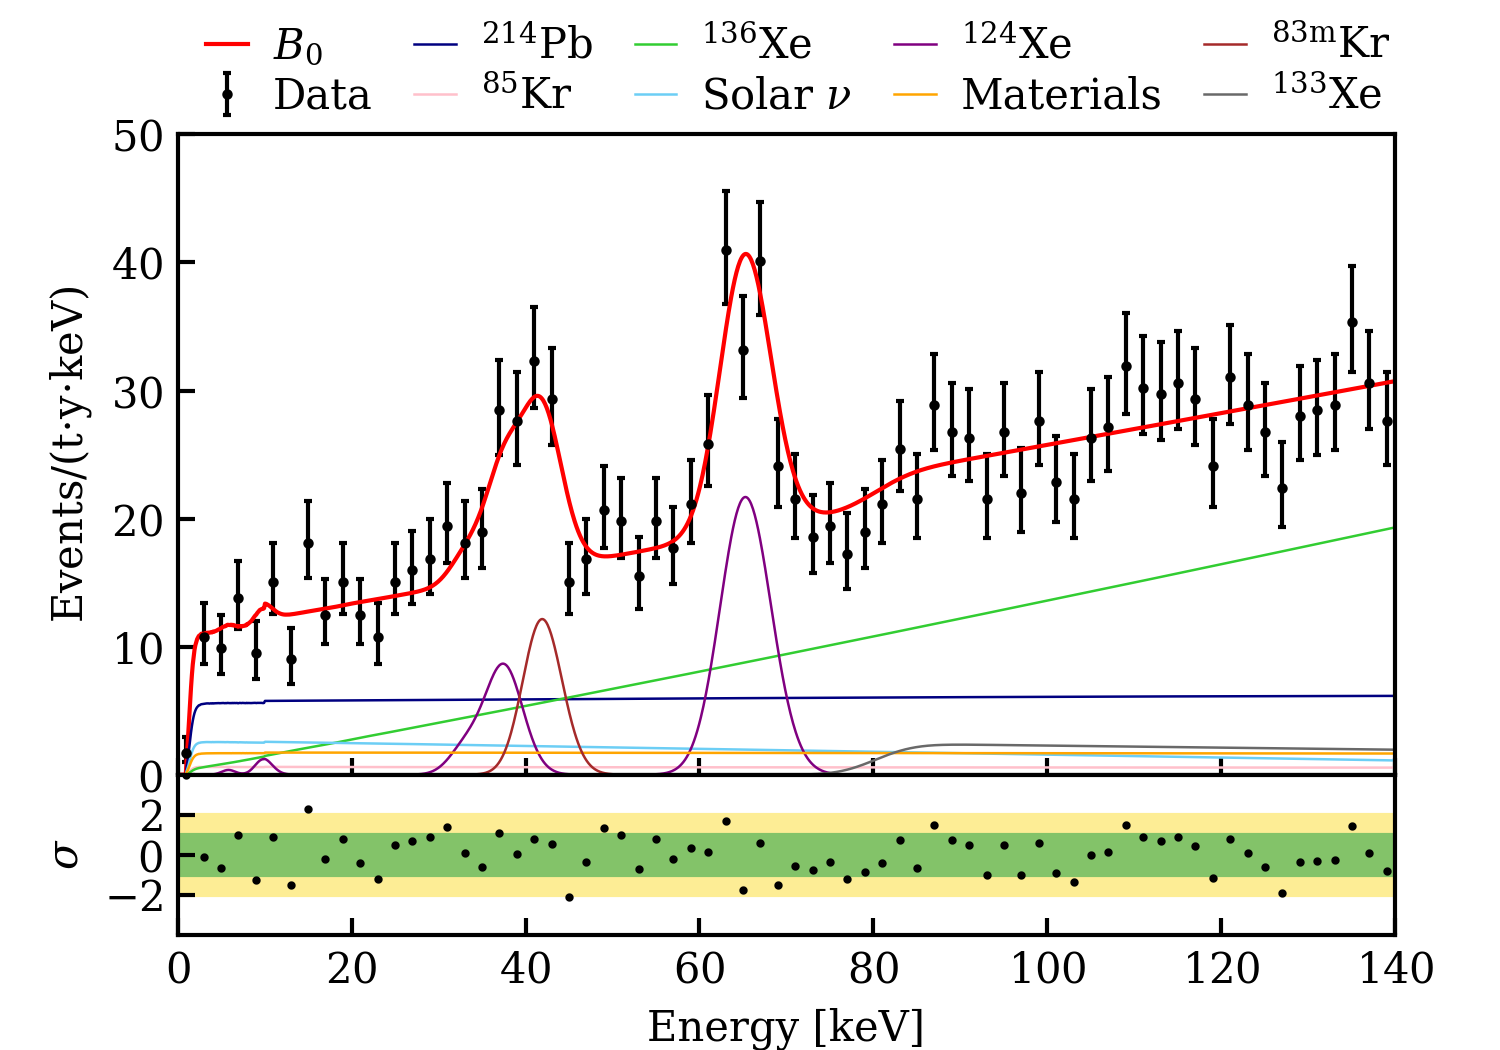 B₀ ²¹⁴Pb ¹³⁶Xe ¹²⁴Xe ⁸³ᵐKr
Data ⁸⁵Kr Solar ν Materials ¹³³Xe
50
40
30
20
10
0
Events/(t·y·keV)
2
0
−2
σ
0 20 40 60 80 100 120 140
Energy [keV]